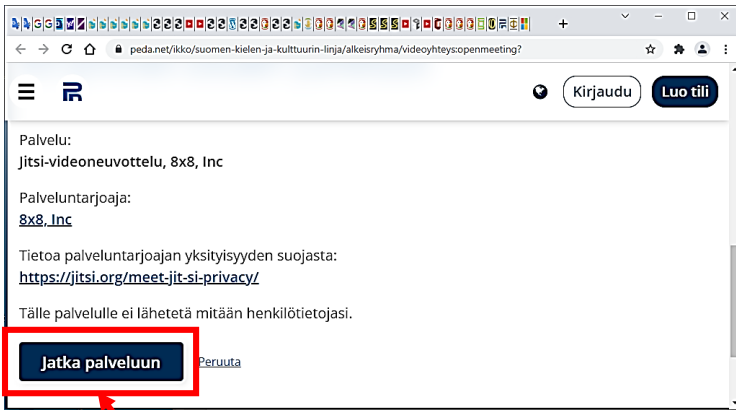 peda.net/ikko/suomen-kielen-ja-kulttuurin-linja/alkeisryhma/videoyhteys:openmeeting?
Kirjaudu
Luo tili
Palvelu:
Jitsi-videoneuvottelu, 8x8, Inc
Palveluntarjoaja:
8x8, Inc
Tietoa palveluntarjoajan yksityisyyden suojasta:
https://jitsi.org/meet-jit-si-privacy/
Tälle palvelulle ei lähetetä mitään henkilötietojasi.
Jatka palveluun
Peruuta